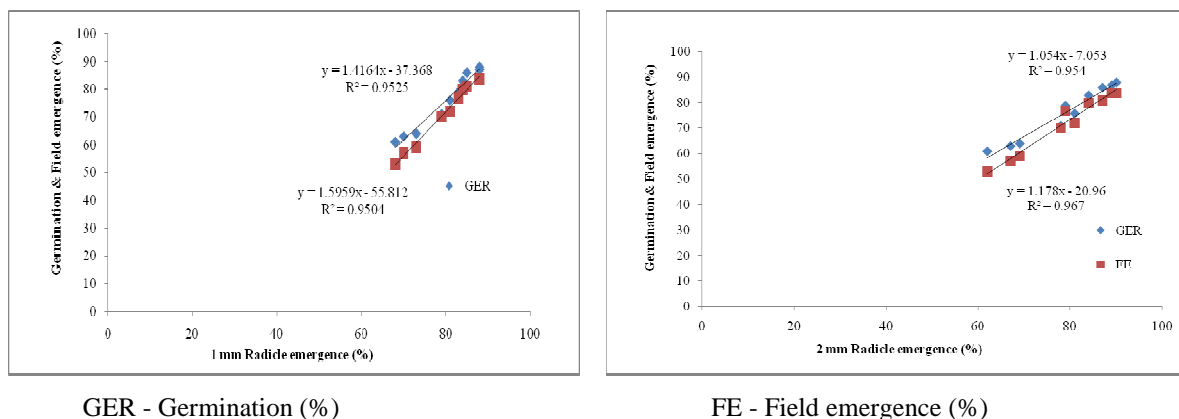 100
90
80
70
60
50
40
30
20
10
0
Germination & Field emergence (%)
y = 1.4164x - 37.368
R² = 0.9525
y = 1.5959x - 55.812
R² = 0.9504
GER
0 20 40 60 80 100
1 mm Radicle emergence (%)
100
90
80
70
60
50
40
30
20
10
0
Germination & Field emergence (%)
y = 1.054x - 7.053
R² = 0.954
y = 1.178x - 20.96
R² = 0.967
GER
FE
0 20 40 60 80 100
2 mm Radicle emergence (%)
GER - Germination (%) FE - Field emergence (%)